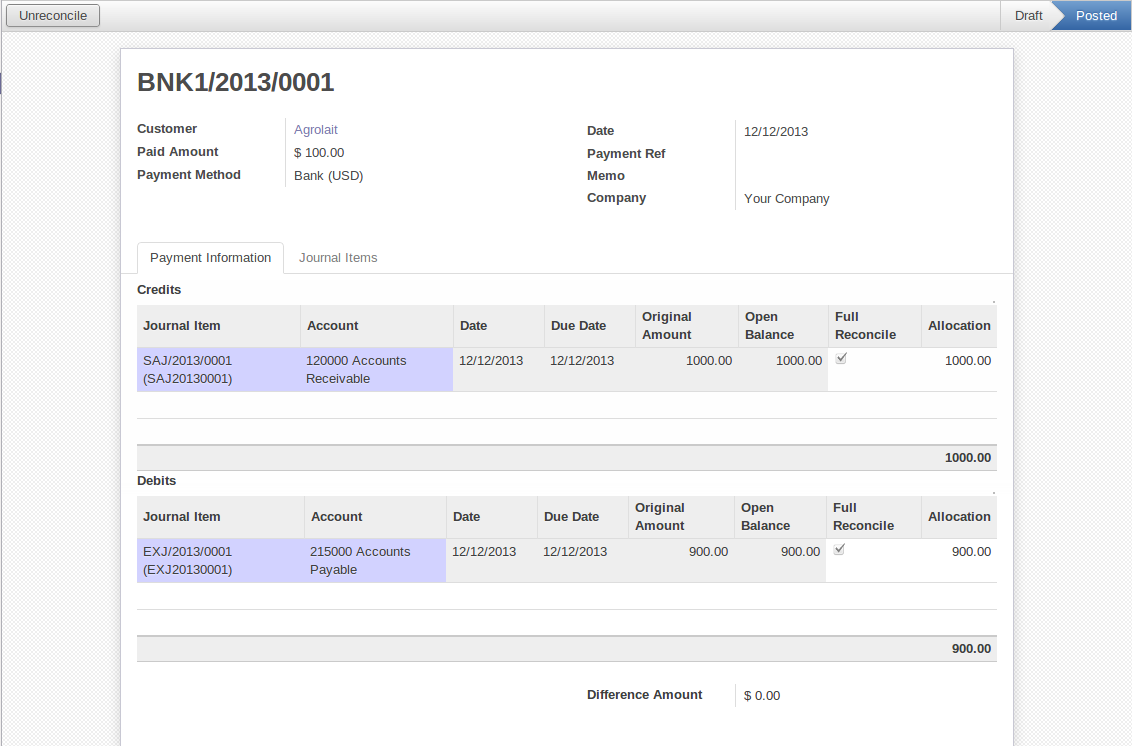 Unreconcile
Draft
Posted
BNK1/2013/0001
Customer Agrolait
Paid Amount $ 100.00
Payment Method Bank (USD)
Date 12/12/2013
Payment Ref
Memo
Company Your Company
Payment Information Journal Items
Credits
Journal Item Account Date Due Date Original Amount Open Balance Full Reconcile Allocation
SAJ/2013/0001 120000 Accounts 12/12/2013 12/12/2013 1000.00 1000.00 1000.00
(SAJ20130001) Receivable
1000.00
Debits
Journal Item Account Date Due Date Original Amount Open Balance Full Reconcile Allocation
EXJ/2013/0001 215000 Accounts 12/12/2013 12/12/2013 900.00 900.00 900.00
(EXJ20130001) Payable
900.00
Difference Amount $ 0.00